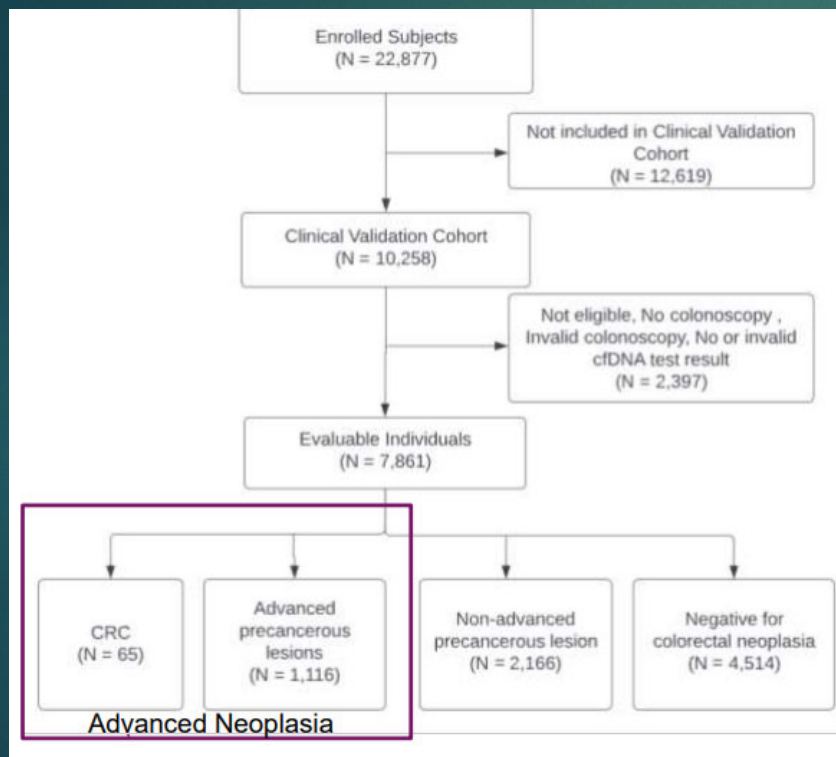 Enrolled Subjects
(N = 22,877)
Not included in Clinical Validation
Cohort
(N = 12,619)
Clinical Validation Cohort
(N = 10,258)
Not eligible, No colonoscopy ,
Invalid colonoscopy, No or invalid
cfDNA test result
(N = 2,397)
Evaluable Individuals
(N = 7,861)
CRC
(N = 65)
Advanced
precancerous
lesions
(N = 1,116)
Non-advanced
precancerous lesion
(N = 2,166)
Negative for
colorectal neoplasia
(N = 4,514)
Advanced Neoplasia